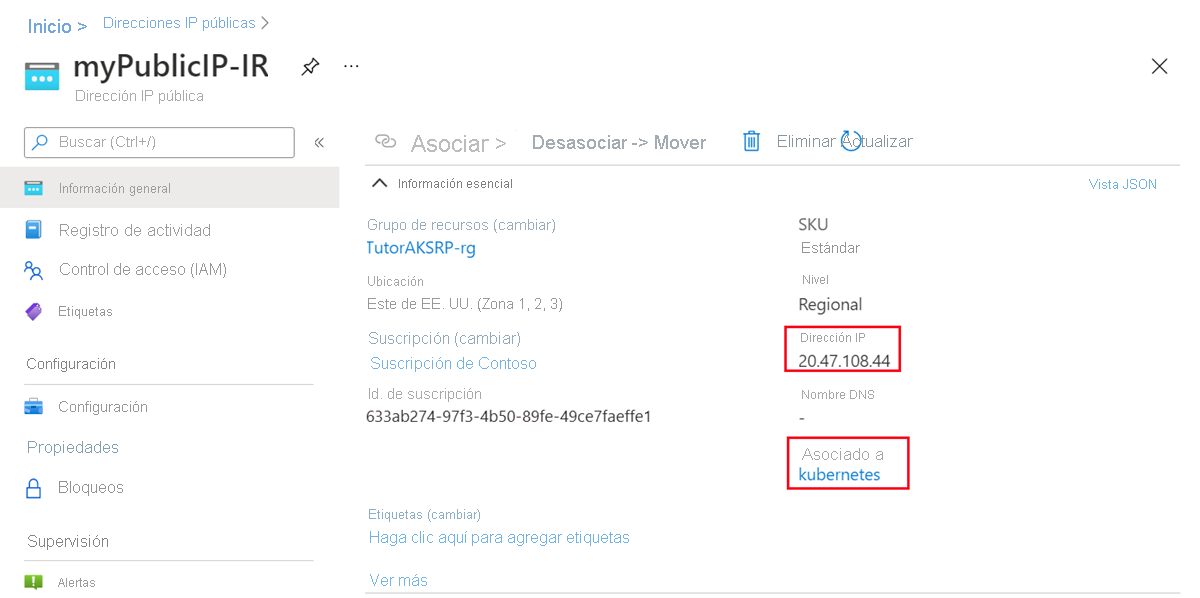 Inicio > Direcciones IP públicas >
myPublicIP-IR ...
Dirección IP pública
Buscar (Ctrl+/) «
Información general
Registro de actividad
Control de acceso (IAM)
Etiquetas
Configuración
Configuración
Propiedades
Bloqueos
Supervisión
Alertas
Asociar > Desasociar -> Mover Eliminar Actualizar
Información esencial Vista JSON
Grupo de recursos (cambiar)
TutorAKSRP-rg
Ubicación
Este de EE. UU. (Zona 1, 2, 3)
Suscripción (cambiar)
Suscripción de Contoso
Id. de suscripción
633ab274-97f3-4b50-89fe-49ce7faeffe1
SKU
Estándar
Nivel
Regional
Dirección IP
20.47.108.44
Nombre DNS
-
Asociado a
kubernetes
Etiquetas (cambiar)
Haga clic aquí para agregar etiquetas
Ver más